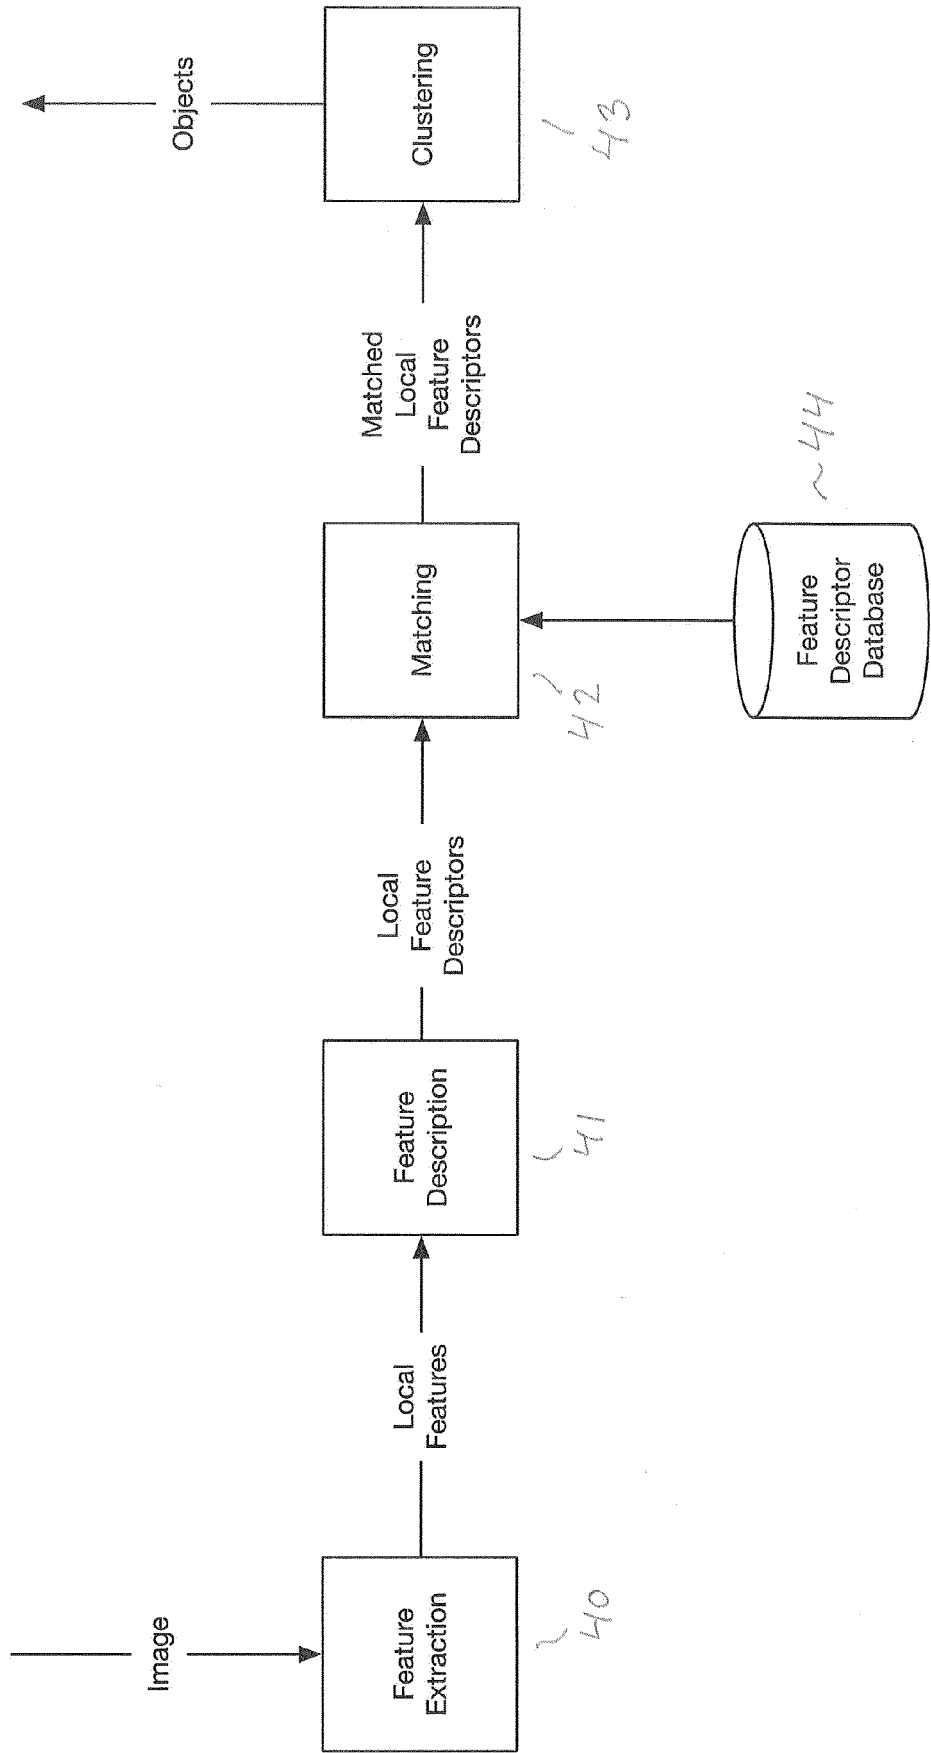 Image
Feature
Extraction
40
Local
Features
Feature
Description
41
Local
Feature
Descriptors
Matching
42
Feature
Descriptor
Database
44
Matched
Local
Feature
Descriptors
Clustering
43
Objects